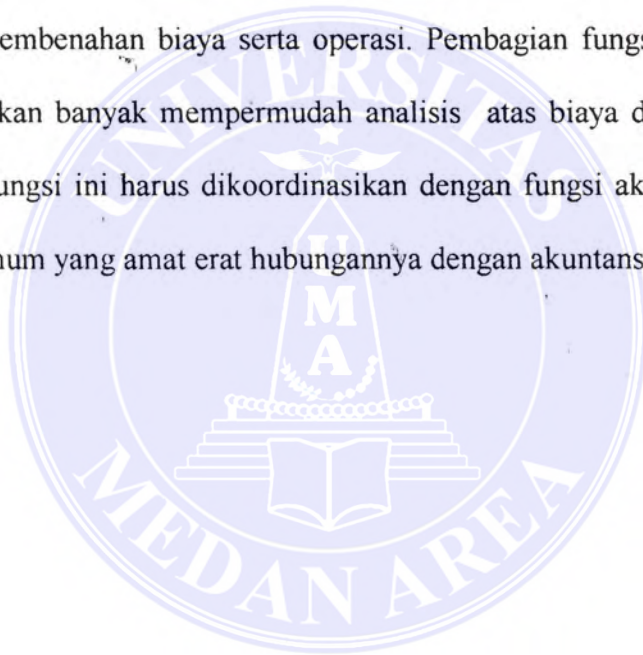 embenahan biaya serta operasi. Pembagian fungs
kan banyak mempermudah analisis atas biaya d
ungsi ini harus dikoordinasikan dengan fungsi ak
um yang amat erat hubungannya dengan akuntans
UNIVERSITAS
U
M
A
MEDAN AREA